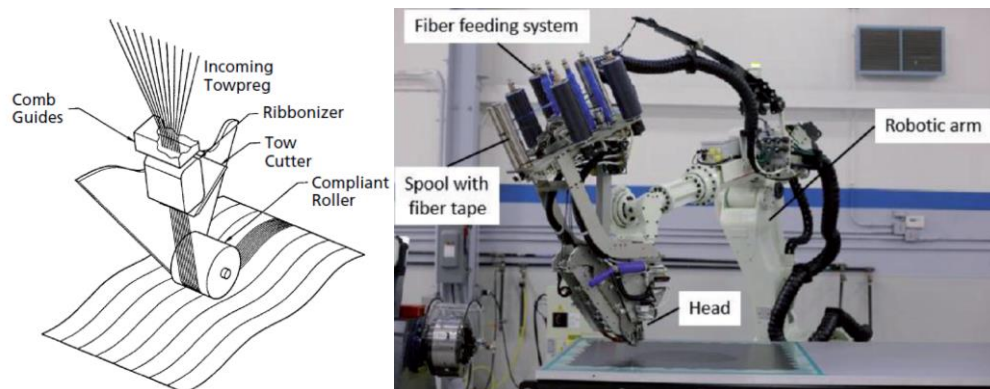 Incoming
Towpreg
Comb
Guides
Ribbonizer
Tow
Cutter
Compliant
Roller
Fiber feeding system
Robotic arm
Spool with
fiber tape
Head